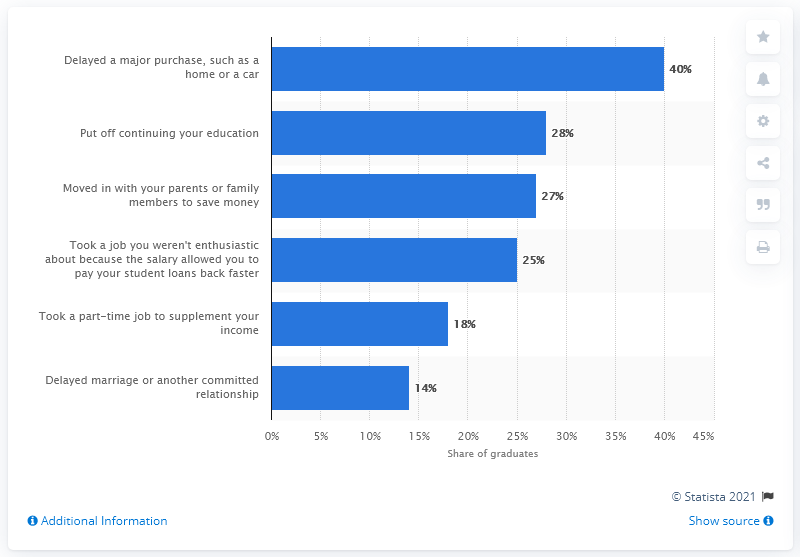 Delayed a major purchase, such as a
home or a car
40%
Put off continuing your education
28%
Moved in with your parents or family
members to save money
27%
Took a job you weren't enthusiastic
about because the salary allowed you to
pay your student loans back faster
25%
Took a part-time job to supplement your
income
18%
Delayed marriage or another committed
relationship
14%
0% 5% 10% 15% 20% 25% 30% 35% 40% 45%
Share of graduates
© Statista 2021
Additional Information
Show source